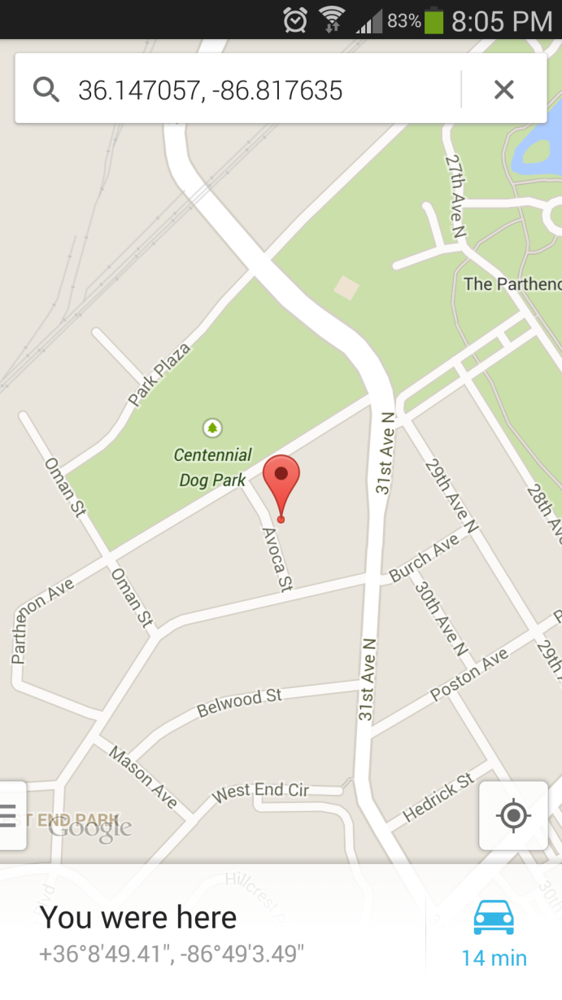 83% 8:05 PM
36.147057, -86.817635
27th Ave N
The Partheno
Park Plaza
31st Ave N
Centennial
Dog Park
Oman St
29th Ave N
28th Av
Avoca St
Burch Ave
Oman St
Parthenon Ave
30th Ave N
29th
31st Ave N
Poston Ave
Belwood St
Mason Ave
West End Cir
Hedrick St
T END PARK
Google
Hillcrest
30th
You were here
+36°8'49.41", -86°49'3.49"
14 min